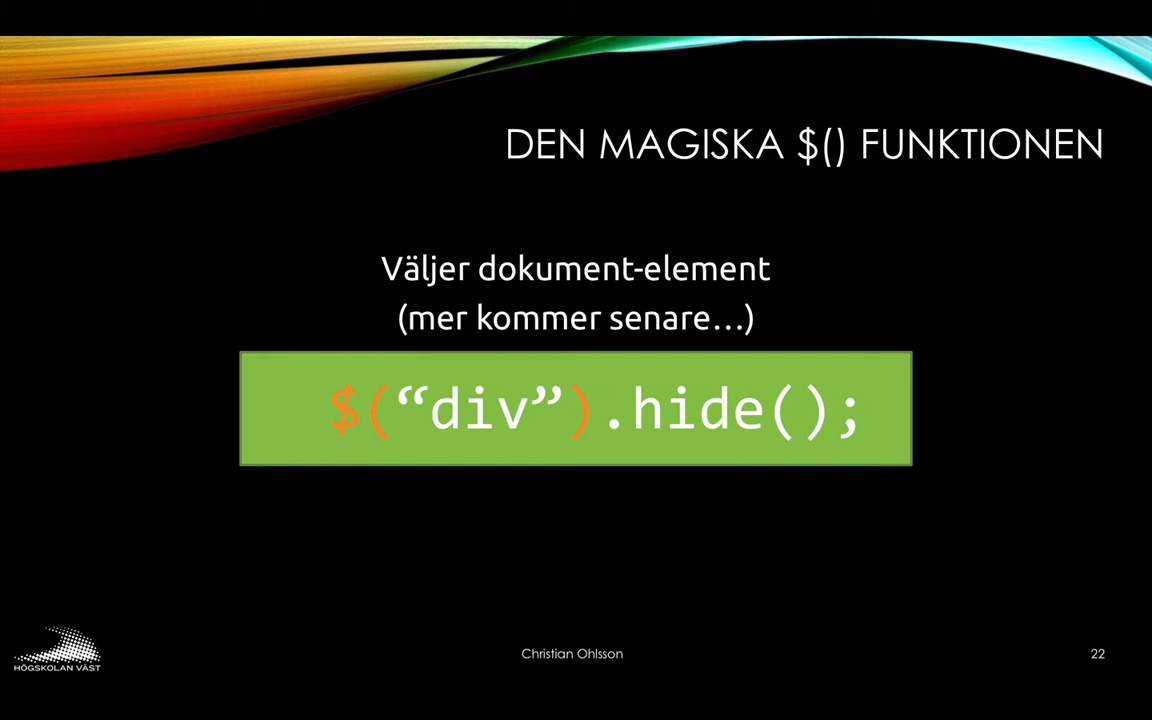 DEN MAGISKA $() FUNKTIONEN
Väljer dokument-element
(mer kommer senare…)
$(“div”).hide();
HÖGSKOLAN VÄST
Christian Ohlsson
22